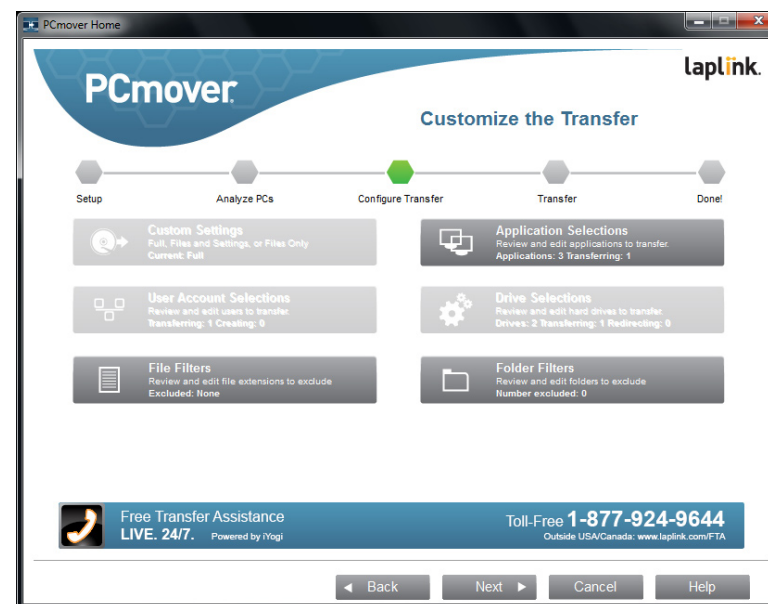 PCmover Home
PCmover
laplink.
Customize the Transfer
Setup
Analyze PCs
Configure Transfer
Transfer
Done!
Custom Settings
Full, Files and Settings, or Files Only
Current: Full
Application Selections
Review and edit applications to transfer.
Applications: 3 Transferring: 1
User Account Selections
Review and edit users to transfer.
Transferring: 1 Creating: 0
Drive Selections
Review and edit hard drives to transfer.
Drives: 2 Transferring: 1 Redirecting: 0
File Filters
Review and edit file extensions to exclude
Excluded: None
Folder Filters
Review and edit folders to exclude
Number excluded: 0
Free Transfer Assistance
LIVE. 24/7. Powered by iYogi
Toll-Free 1-877-924-9644
Outside USA/Canada: www.laplink.com/FTA
Back
Next
Cancel
Help